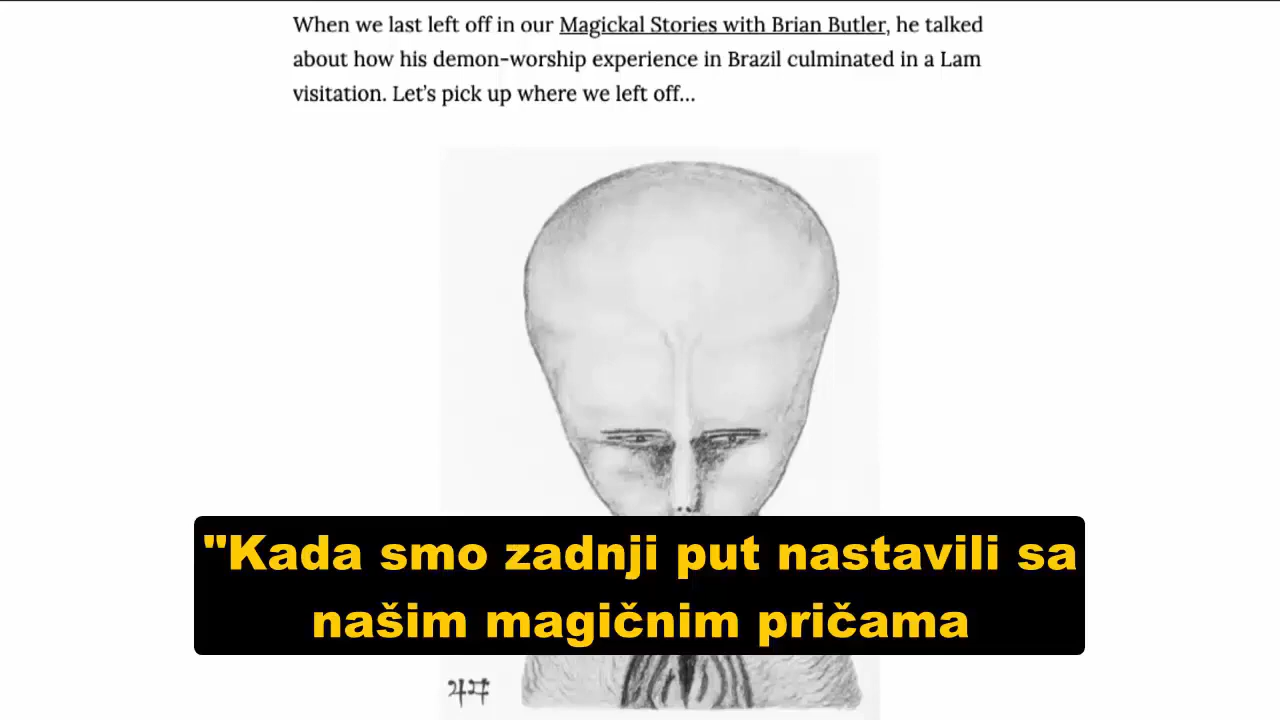 When we last left off in our Magickal Stories with Brian Butler, he talked
about how his demon-worship experience in Brazil culminated in a Lam
visitation. Let's pick up where we left off...
"Kada smo zadnji put nastavili sa
našim magičnim pričama